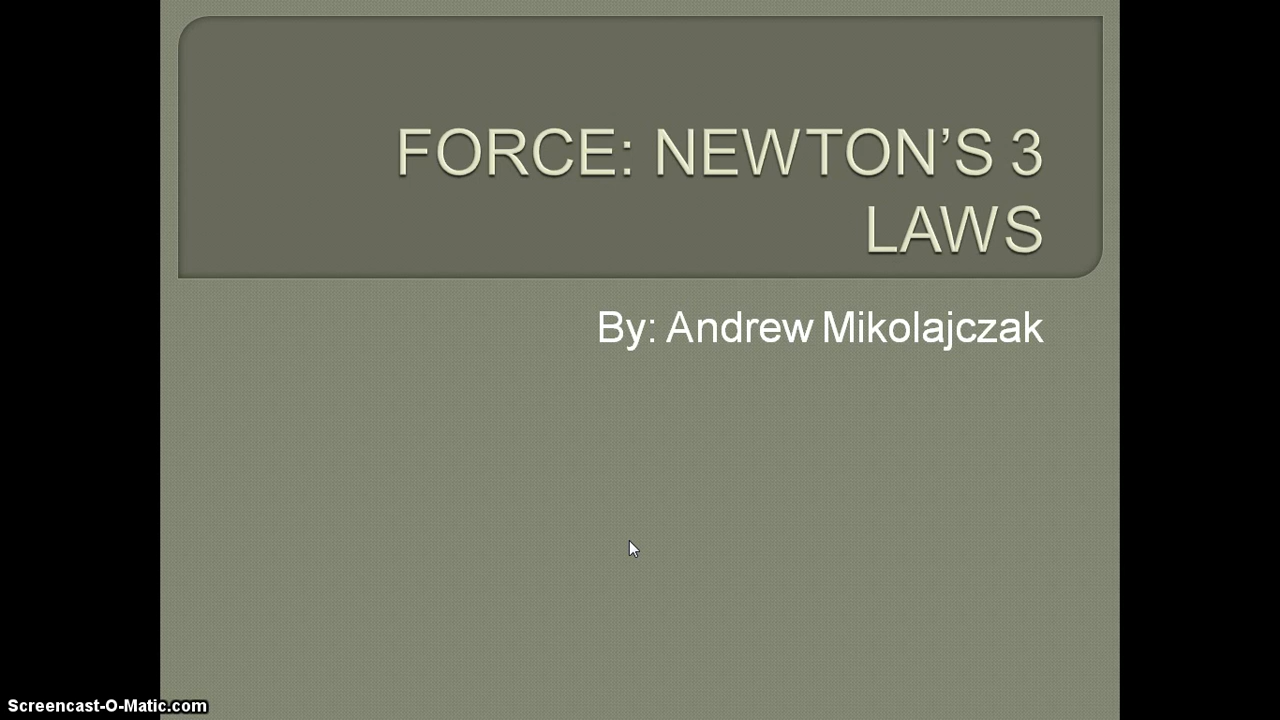 FORCE: NEWTON’S 3
LAWS
By: Andrew Mikolajczak
Screencast-O-Matic.com